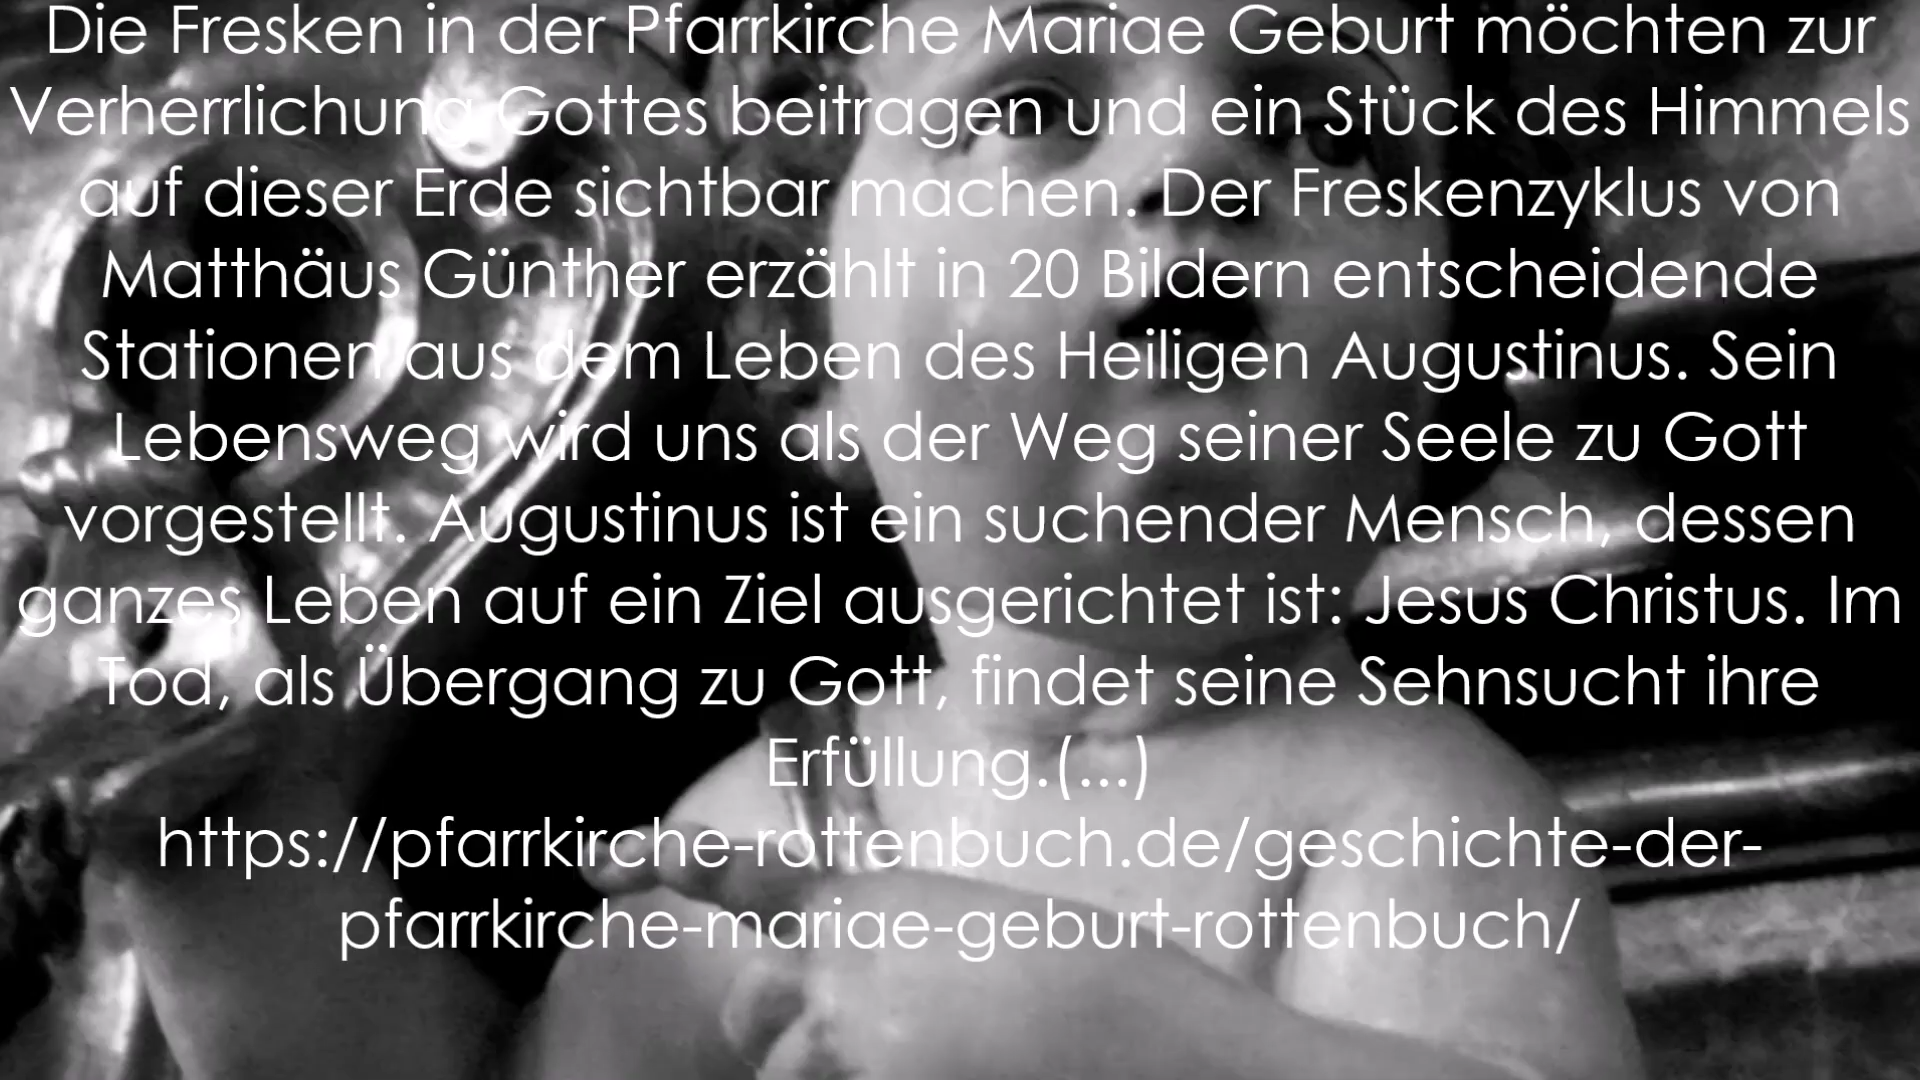 Die Fresken in der Pfarrkirche Mariae Geburt möchten zur
Verherrlichung Gottes beitragen und ein Stück des Himmels
auf dieser Erde sichtbar machen. Der Freskenzyklus von
Matthäus Günther erzählt in 20 Bildern entscheidende
Stationen aus dem Leben des Heiligen Augustinus. Sein
Lebensweg wird uns als der Weg seiner Seele zu Gott
vorgestellt. Augustinus ist ein suchender Mensch, dessen
ganzes Leben auf ein Ziel ausgerichtet ist: Jesus Christus. Im
Tod, als Übergang zu Gott, findet seine Sehnsucht ihre
Erfüllung.(...)
https://pfarrkirche-rottenbuch.de/geschichte-der-
pfarrkirche-mariae-geburt-rottenbuch/